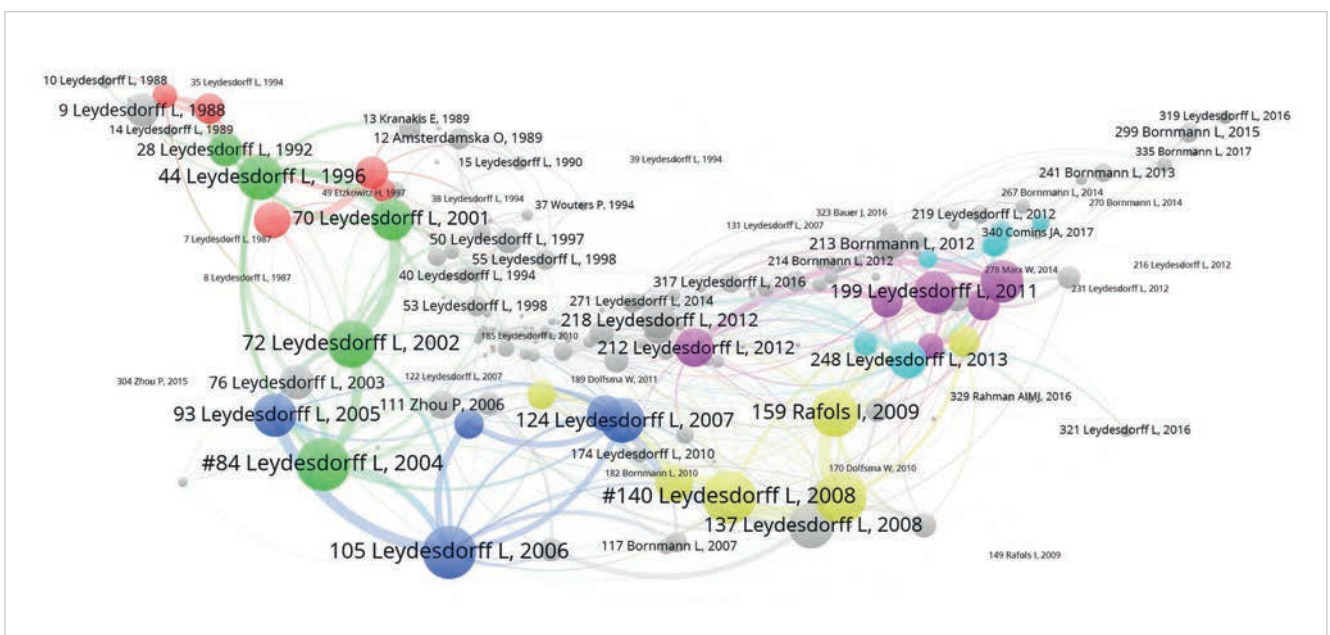 10 Leydesdorff L, 1988
35 Leydesdorff L, 1994
9 Leydesdorff L, 1988
14 Leydesdorff L, 1989
28 Leydesdorff L, 1992
44 Leydesdorff L, 1996
49 Etzkowitz H, 1997
70 Leydesdorff L, 2001
7 Leydesdorff L, 1987
8 Leydesdorff L, 1987
13 Kranakis E, 1989
12 Amsterdamska O, 1989
15 Leydesdorff L, 1990
39 Leydesdorff L, 1994
38 Leydesdorff L, 1994
37 Wouters P, 1994
50 Leydesdorff L, 1997
55 Leydesdorff L, 1998
40 Leydesdorff L, 1994
53 Leydesdorff L, 1998
319 Leydesdorff L, 2016
299 Bornmann L, 2015
335 Bornmann L, 2017
241 Bornmann L, 2013
267 Bornmann L, 2014
270 Bornmann L, 2014
323 Bauer J, 2016
219 Leydesdorff L, 2012
131 Leydesdorff L, 2007
340 Comins JA, 2017
213 Bornmann L, 2012
214 Bornmann L, 2012
278 Marx W, 2014
216 Leydesdorff L, 2012
317 Leydesdorff L, 2016
199 Leydesdorff L, 2011
231 Leydesdorff L, 2012
271 Leydesdorff L, 2014
218 Leydesdorff L, 2012
185 Leydesdorff L, 2010
212 Leydesdorff L, 2012
248 Leydesdorff L, 2013
72 Leydesdorff L, 2002
304 Zhou P, 2015
76 Leydesdorff L, 2003
122 Leydesdorff L, 2007
189 Dolfsma W, 2011
93 Leydesdorff L, 2005
111 Zhou P, 2006
124 Leydesdorff L, 2007
159 Rafols I, 2009
329 Rahman AIMJ, 2016
321 Leydesdorff L, 2016
#84 Leydesdorff L, 2004
174 Leydesdorff L, 2010
182 Bornmann L, 2010
170 Dolfsma W, 2010
#140 Leydesdorff L, 2008
137 Leydesdorff L, 2008
105 Leydesdorff L, 2006
117 Bornmann L, 2007
149 Rafols I, 2009